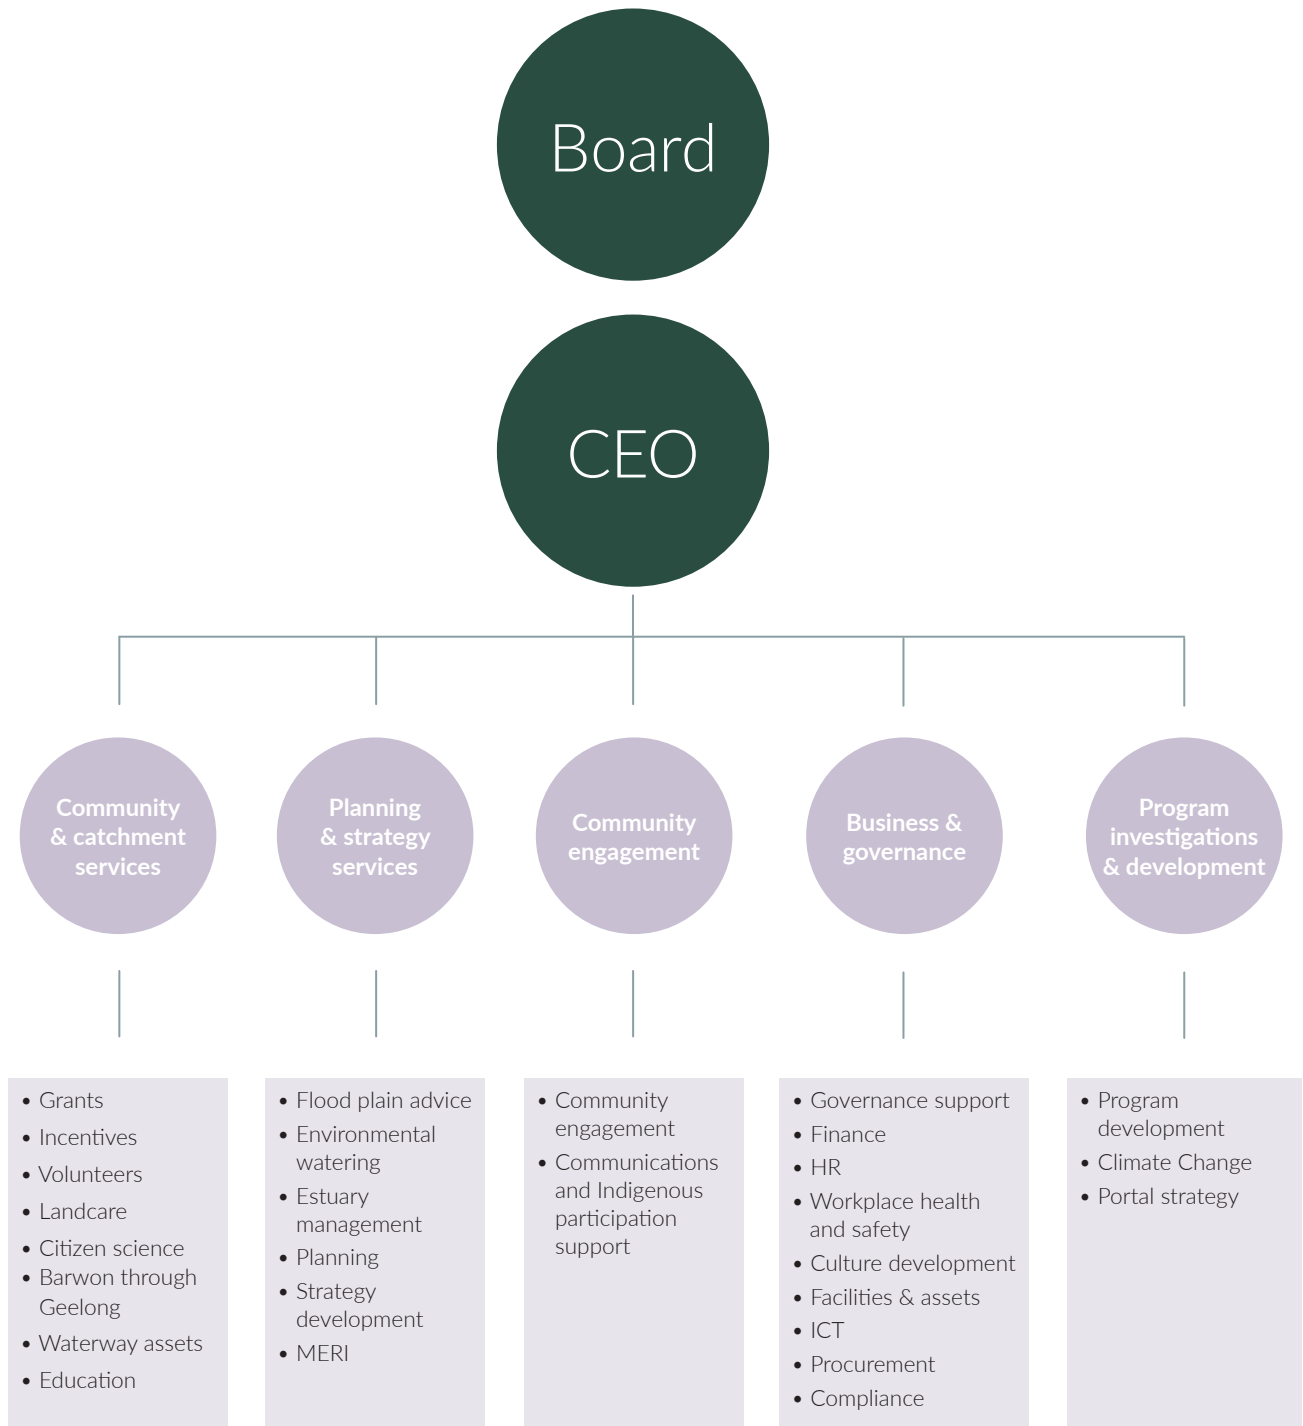 Board
CEO
Community
& catchment
services
Planning
& strategy
services
Community
engagement
Business &
governance
Program
investigations
& development
• Grants
• Incentives
• Volunteers
• Landcare
• Citizen science
• Barwon through
Geelong
• Waterway assets
• Education
• Flood plain advice
• Environmental
watering
• Estuary
management
• Planning
• Strategy
development
• MERI
• Community
engagement
• Communications
and Indigenous
participation
support
• Governance support
• Finance
• HR
• Workplace health
and safety
• Culture development
• Facilities & assets
• ICT
• Procurement
• Compliance
• Program
development
• Climate Change
• Portal strategy